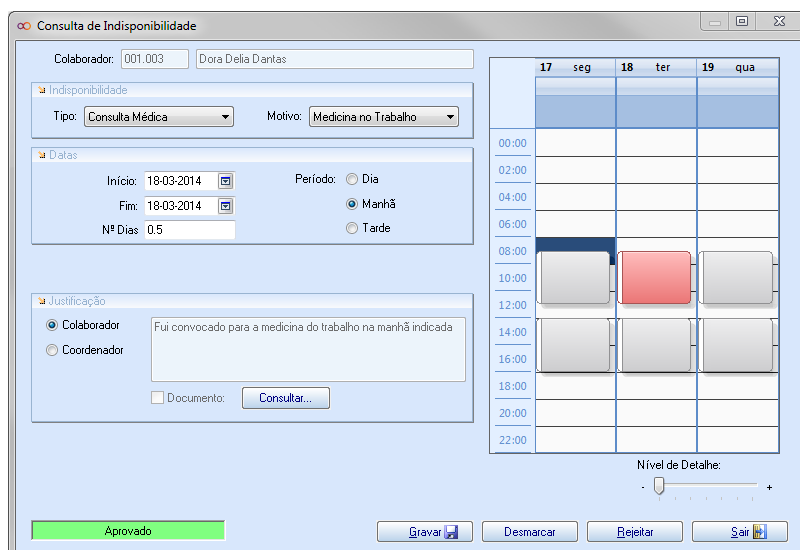 Consulta de Indisponibilidade
Colaborador: 001.003 Dora Delia Dantas
Indisponibilidade
Tipo: Consulta Médica Motivo: Medicina no Trabalho
Datas
Início: 18-03-2014 Período: Dia
Fim: 18-03-2014 Manhã
Nº Dias 0.5 Tarde
Justificação
Colaborador Fui convocado para a medicina do trabalho na manhã indicada
Coordenador
Documento: Consultar...
17 seg 18 ter 19 qua
00:00
02:00
04:00
06:00
08:00
10:00
12:00
14:00
16:00
18:00
20:00
22:00
Nível de Detalhe:
- +
Aprovado Gravar Desmarcar Rejeitar Sair